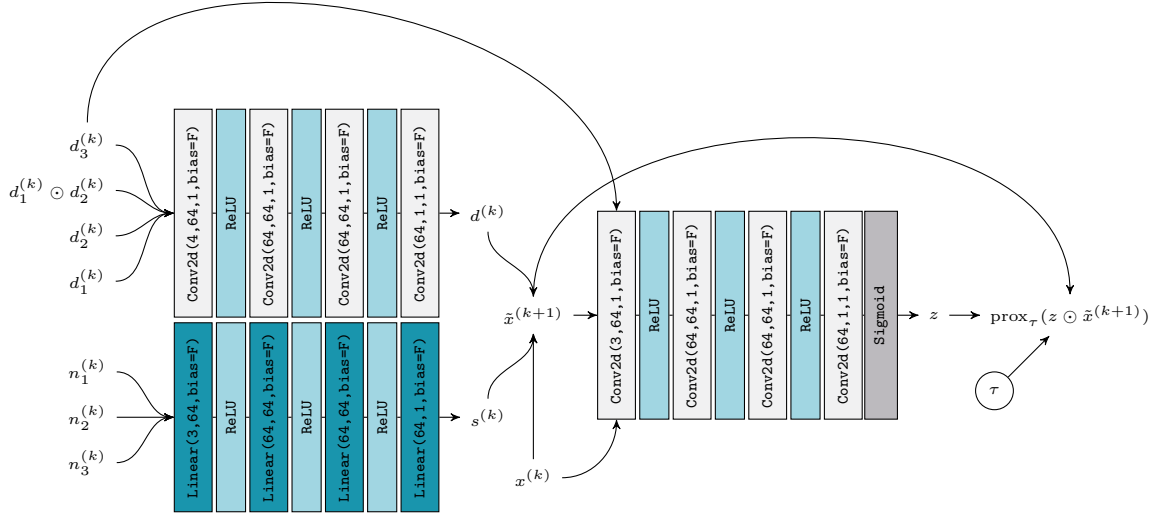 d_3^{(k)}
d_1^{(k)} ⊙ d_2^{(k)}
d_2^{(k)}
d_1^{(k)}
Conv2d(4,64,1,bias=F)
ReLU
Conv2d(64,64,1,bias=F)
ReLU
Conv2d(64,64,1,bias=F)
ReLU
Conv2d(64,1,1,bias=F)
d^{(k)}
n_1^{(k)}
n_2^{(k)}
n_3^{(k)}
Linear(3,64,bias=F)
ReLU
Linear(64,64,bias=F)
ReLU
Linear(64,64,bias=F)
ReLU
Linear(64,1,bias=F)
s^{(k)}
x̃^{(k+1)}
x^{(k)}
Conv2d(3,64,1,bias=F)
ReLU
Conv2d(64,64,1,bias=F)
ReLU
Conv2d(64,64,1,bias=F)
ReLU
Conv2d(64,1,1,bias=F)
Sigmoid
z
prox_τ(z ⊙ x̃^{(k+1)})
τ